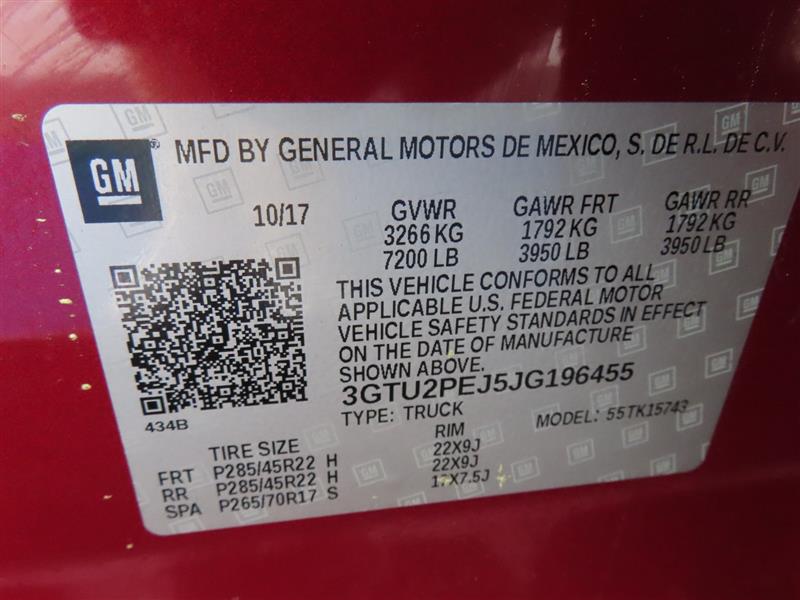 GM
MFD BY GENERAL MOTORS DE MEXICO, S. DE R.L. DE C.V.
10/17 GVWR GAWR FRT GAWR RR
3266 KG 1792 KG 1792 KG
7200 LB 3950 LB 3950 LB
THIS VEHICLE CONFORMS TO ALL
APPLICABLE U.S. FEDERAL MOTOR
VEHICLE SAFETY STANDARDS IN EFFECT
ON THE DATE OF MANUFACTURE
SHOWN ABOVE.
3GTU2PEJ5JG196455
434B
TYPE: TRUCK MODEL: 55TK15743
TIRE SIZE RIM
FRT P285/45R22 H 22X9J
RR P285/45R22 H 22X9J
SPA P265/70R17 S 17X7.5J